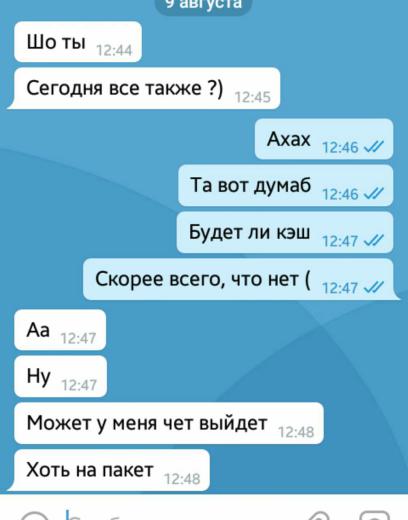 9 августа
Шо ты 12:44
Сегодня все также ?) 12:45
Ахах 12:46
Та вот думаб 12:46
Будет ли кэш 12:47
Скорее всего, что нет ( 12:47
Аа 12:47
Ну 12:47
Может у меня чет выйдет 12:48
Хоть на пакет 12:48